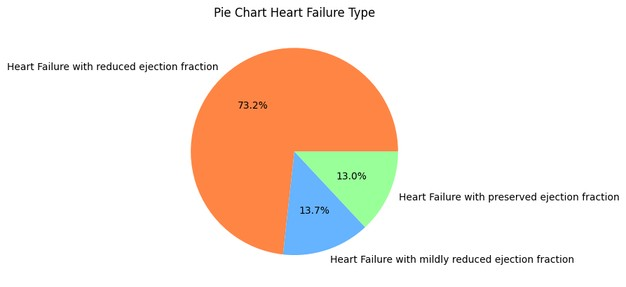 Pie Chart Heart Failure Type
Heart Failure with reduced ejection fraction
73.2%
13.0%
Heart Failure with preserved ejection fraction
13.7%
Heart Failure with mildly reduced ejection fraction